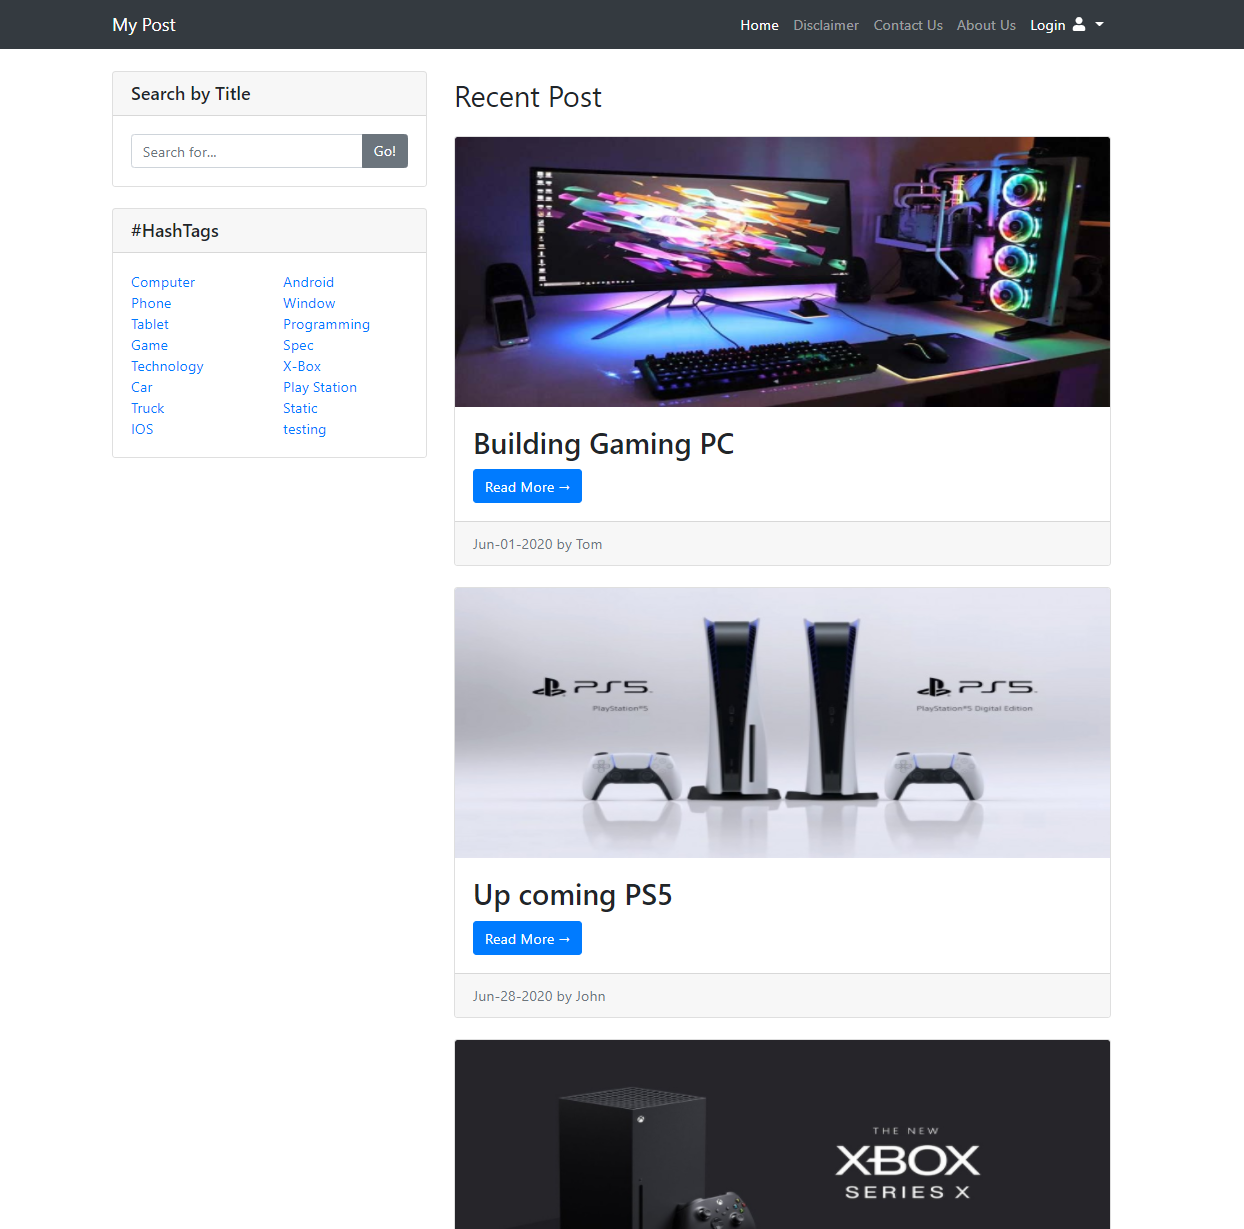 My Post
Home Disclaimer Contact Us About Us Login
Search by Title
Search for...
Go!
#HashTags
Computer
Phone
Tablet
Game
Technology
Car
Truck
IOS
Android
Window
Programming
Spec
X-Box
Play Station
Static
testing
Recent Post
Building Gaming PC
Read More →
Jun-01-2020 by Tom
PS5
PlayStation®5
PS5
PlayStation®5 Digital Edition
Up coming PS5
Read More →
Jun-28-2020 by John
THE NEW
XBOX
SERIES X